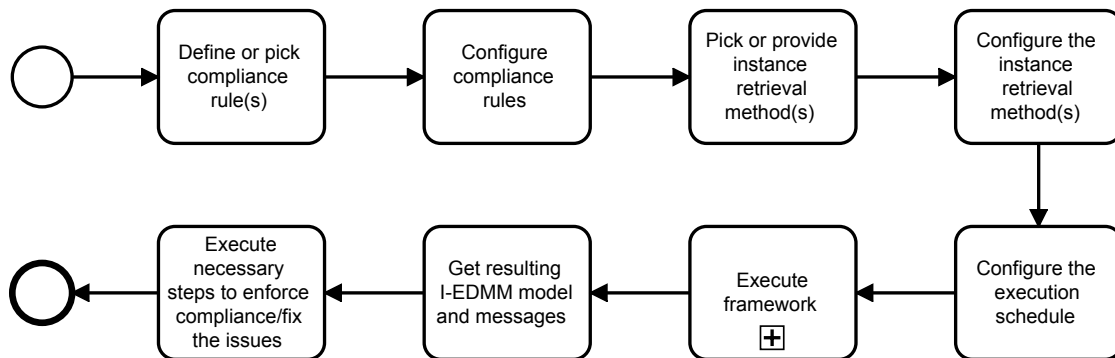 Define or pick
compliance
rule(s)
Configure
compliance
rules
Pick or provide
instance
retrieval
method(s)
Configure the
instance
retrieval
method(s)
Configure the
execution
schedule
Execute
framework
Get resulting
I-EDMM model
and messages
Execute
necessary
steps to enforce
compliance/fix
the issues